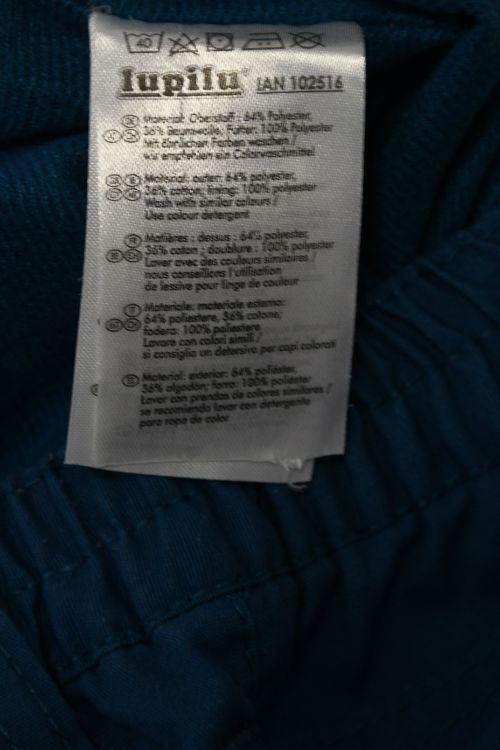 40
lupilu® IAN 102516
Material: Oberstoff: 64% Polyester,
36% Baumwolle, Futter: 100% Polyester
Mit ähnlichen Farben waschen /
wir empfehlen ein Colorwaschmittel
Material: outer: 64% polyester,
36% cotton; lining: 100% polyester
Wash with similar colours /
Use colour detergent
Matières : dessus : 64% polyester,
36% coton ; doublure : 100% polyester
Laver avec des couleurs similaires /
nous conseillons l'utilisation
de lessive pour linge de couleur
Materiale: materiale esterno:
64% poliestere, 36% cotone;
fodera: 100% poliestere
Lavare con colori simili /
si consiglia un detersivo per capi colorati
Material: exterior: 64% poliéster,
36% algodón; forro: 100% poliéster
Lavar con prendas de colores similares /
se recomienda lavar con detergente
para ropa de color